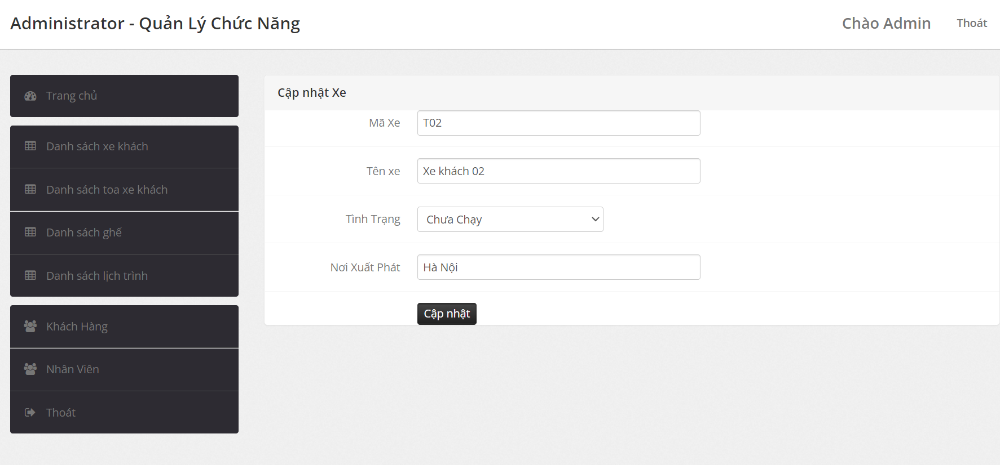 Administrator - Quản Lý Chức Năng
Chào Admin
Thoát
Trang chủ
Danh sách xe khách
Danh sách toa xe khách
Danh sách ghế
Danh sách lịch trình
Khách Hàng
Nhân Viên
Thoát
Cập nhật Xe
Mã Xe T02
Tên xe Xe khách 02
Tình Trạng Chưa Chạy
Nơi Xuất Phát Hà Nội
Cập nhật